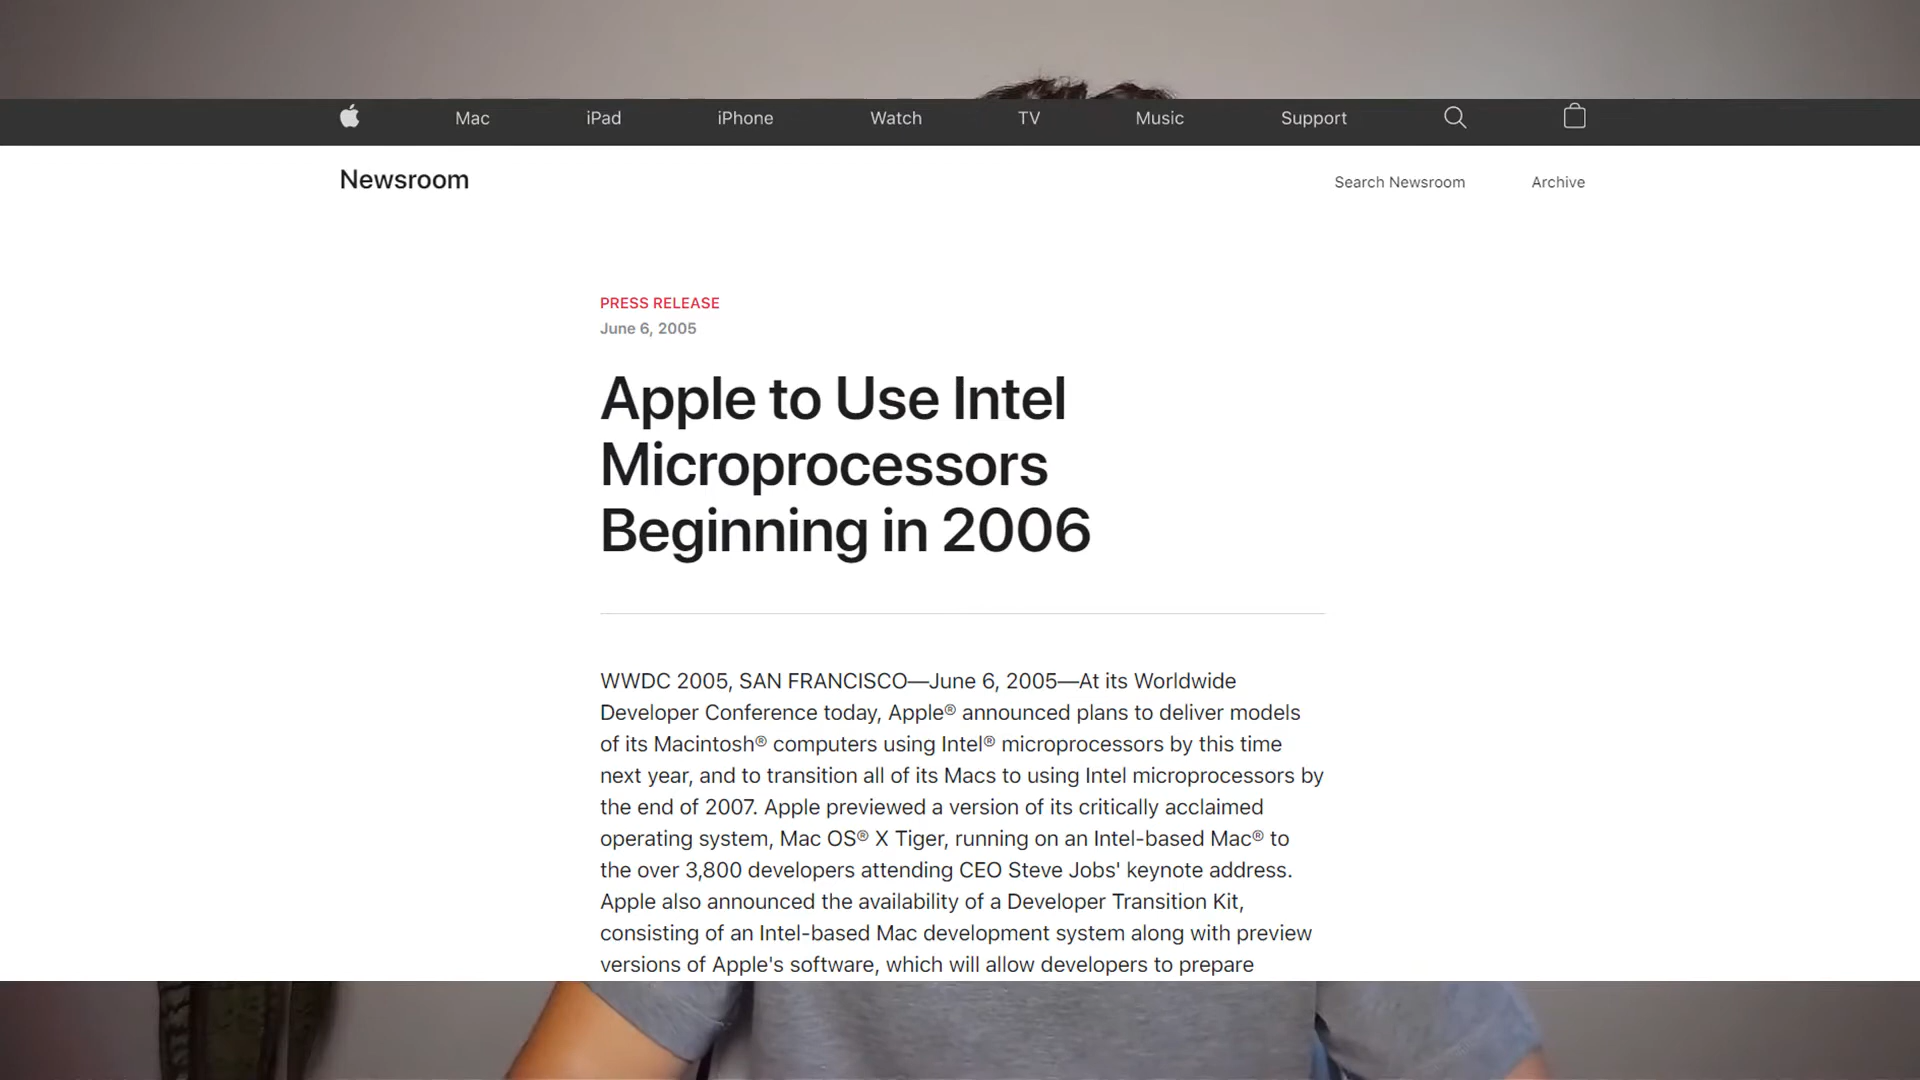 Mac iPad iPhone Watch TV Music Support
Newsroom
Search Newsroom Archive
PRESS RELEASE
June 6, 2005
Apple to Use Intel
Microprocessors
Beginning in 2006
WWDC 2005, SAN FRANCISCO—June 6, 2005—At its Worldwide
Developer Conference today, Apple® announced plans to deliver models
of its Macintosh® computers using Intel® microprocessors by this time
next year, and to transition all of its Macs to using Intel microprocessors by
the end of 2007. Apple previewed a version of its critically acclaimed
operating system, Mac OS® X Tiger, running on an Intel-based Mac® to
the over 3,800 developers attending CEO Steve Jobs' keynote address.
Apple also announced the availability of a Developer Transition Kit,
consisting of an Intel-based Mac development system along with preview
versions of Apple's software, which will allow developers to prepare